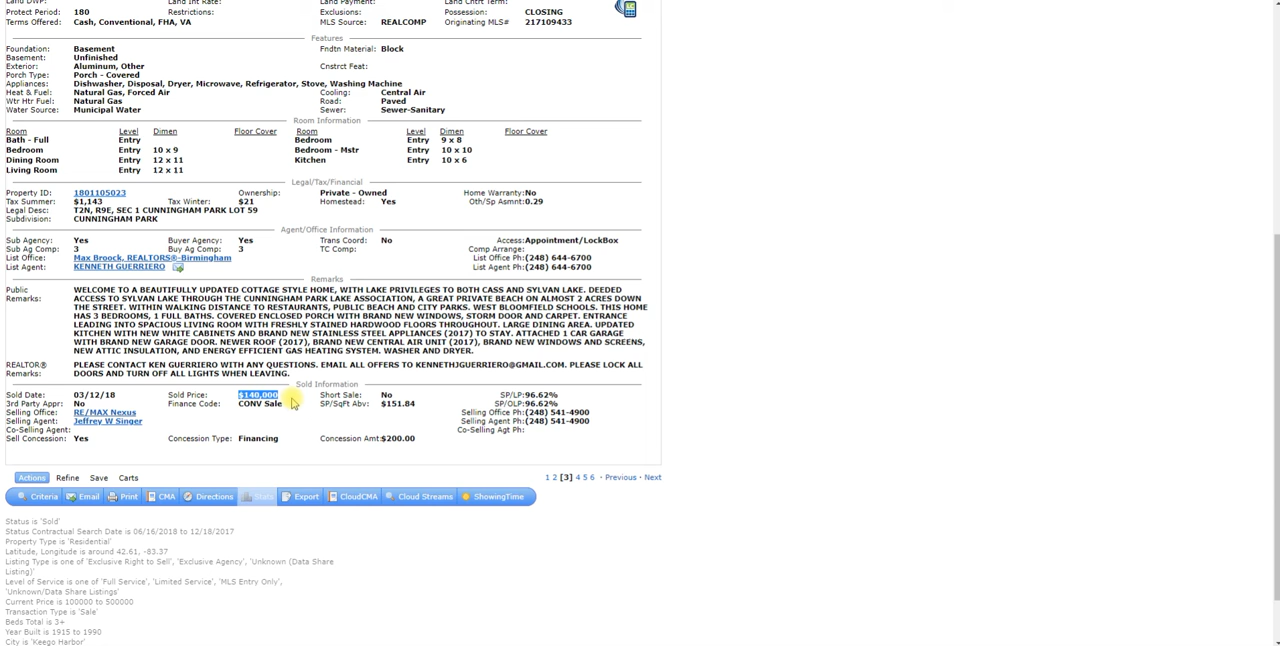 Land DWP: Land Int Rate: Land Payment: Land Cntrt Term:
Protect Period: 180 Restrictions: Exclusions: Possession: CLOSING
Terms Offered: Cash, Conventional, FHA, VA MLS Source: REALCOMP Originating MLS# 217109433
Features
Foundation: Basement Fndtn Material: Block
Basement: Unfinished
Exterior: Aluminum, Other Cnstrct Feat:
Porch Type: Porch - Covered
Appliances: Dishwasher, Disposal, Dryer, Microwave, Refrigerator, Stove, Washing Machine
Heat & Fuel: Natural Gas, Forced Air Cooling: Central Air
Wtr Htr Fuel: Natural Gas Road: Paved
Water Source: Municipal Water Sewer: Sewer-Sanitary
Room Information
Room Level Dimen Floor Cover Room Level Dimen Floor Cover
Bath - Full Entry Bedroom Entry 9 x 8
Bedroom Entry 10 x 9 Bedroom - Mstr Entry 10 x 10
Dining Room Entry 12 x 11 Kitchen Entry 10 x 6
Living Room Entry 12 x 11
Legal/Tax/Financial
Property ID: 1801105023 Ownership: Private - Owned Home Warranty: No
Tax Summer: $1,143 Tax Winter: $21 Homestead: Yes Oth/Sp Asmnt: 0.29
Legal Desc: T2N, R9E, SEC 1 CUNNINGHAM PARK LOT 59
Subdivision: CUNNINGHAM PARK
Agent/Office Information
Sub Agency: Yes Buyer Agency: Yes Trans Coord: No Access: Appointment/LockBox
Sub Ag Comp: 3 Buy Ag Comp: 3 TC Comp: Comp Arrange:
List Office: Max Broock, REALTORS®-Birmingham List Office Ph: (248) 644-6700
List Agent: KENNETH GUERRIERO List Agent Ph: (248) 644-6700
Remarks
Public Remarks: WELCOME TO A BEAUTIFULLY UPDATED COTTAGE STYLE HOME, WITH LAKE PRIVILEGES TO BOTH CASS AND SYLVAN LAKE. DEEDED
ACCESS TO SYLVAN LAKE THROUGH THE CUNNINGHAM PARK LAKE ASSOCIATION, A GREAT PRIVATE BEACH ON ALMOST 2 ACRES DOWN
THE STREET. WITHIN WALKING DISTANCE TO RESTAURANTS, PUBLIC BEACH AND CITY PARKS. WEST BLOOMFIELD SCHOOLS. THIS HOME
HAS 3 BEDROOMS, 1 FULL BATHS. COVERED ENCLOSED PORCH WITH BRAND NEW WINDOWS, STORM DOOR AND CARPET. ENTRANCE
LEADING INTO SPACIOUS LIVING ROOM WITH FRESHLY STAINED HARDWOOD FLOORS THROUGHOUT. LARGE DINING AREA. UPDATED
KITCHEN WITH NEW WHITE CABINETS AND BRAND NEW STAINLESS STEEL APPLIANCES (2017) TO STAY. ATTACHED 1 CAR GARAGE
WITH BRAND NEW GARAGE DOOR. NEWER ROOF (2017), BRAND NEW CENTRAL AIR UNIT (2017), BRAND NEW WINDOWS AND SCREENS,
NEW ATTIC INSULATION, AND ENERGY EFFICIENT GAS HEATING SYSTEM. WASHER AND DRYER.
REALTOR® Remarks: PLEASE CONTACT KEN GUERRIERO WITH ANY QUESTIONS. EMAIL ALL OFFERS TO KENNETHJGUERRIERO@GMAIL.COM. PLEASE LOCK ALL
DOORS AND TURN OFF ALL LIGHTS WHEN LEAVING.
Sold Information
Sold Date: 03/12/18 Sold Price: $140,000 Short Sale: No SP/LP: 96.62%
3rd Party Appr: No Finance Code: CONV Sale SP/SqFt Abv: $151.84 SP/OLP: 96.62%
Selling Office: RE/MAX Nexus Selling Office Ph: (248) 541-4900
Selling Agent: Jeffrey W Singer Selling Agent Ph: (248) 541-4900
Co-Selling Agent: Co-Selling Agt Ph:
Sell Concession: Yes Concession Type: Financing Concession Amt: $200.00
Actions Refine Save Carts 1 2 [3] 4 5 6 · Previous · Next
Criteria Email Print CMA Directions Stats Export CloudCMA Cloud Streams ShowingTime
Status is 'Sold'
Status Contractual Search Date is 06/16/2018 to 12/18/2017
Property Type is 'Residential'
Latitude, Longitude is around 42.61, -83.37
Listing Type is one of 'Exclusive Right to Sell', 'Exclusive Agency', 'Unknown (Data Share
Listing)'
Level of Service is one of 'Full Service', 'Limited Service', 'MLS Entry Only',
'Unknown/Data Share Listings'
Current Price is 100000 to 500000
Transaction Type is 'Sale'
Beds Total is 3+
Year Built is 1915 to 1990
City is 'Keego Harbor'